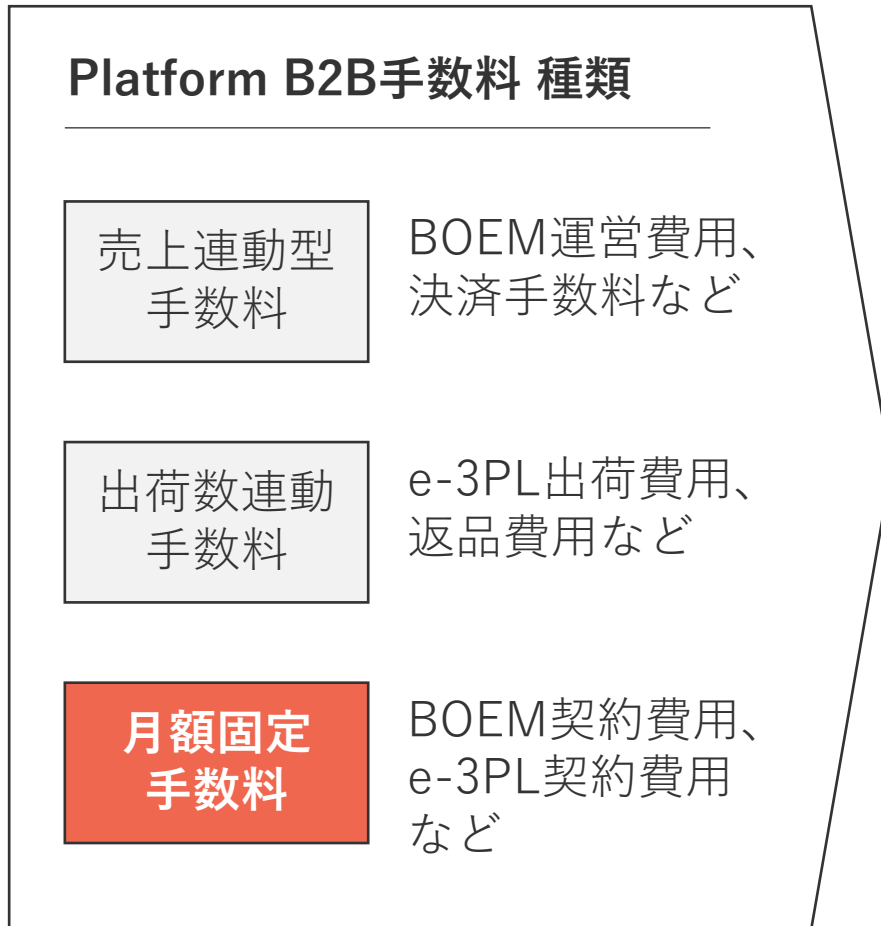 Platform B2B手数料 種類
売上連動型
手数料
BOEM運営費用、
決済手数料など
出荷数連動
手数料
e-3PL出荷費用、
返品費用など
月額固定
手数料
BOEM契約費用、
e-3PL契約費用
など